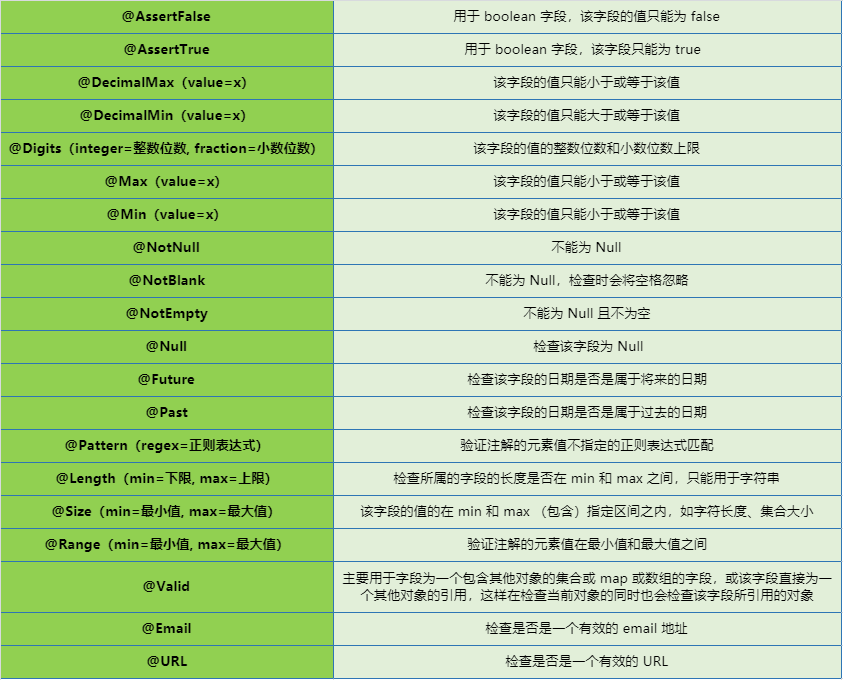 @AssertFalse 用于 boolean 字段，该字段的值只能为 false
@AssertTrue 用于 boolean 字段，该字段只能为 true
@DecimalMax（value=x） 该字段的值只能小于或等于该值
@DecimalMin（value=x） 该字段的值只能大于或等于该值
@Digits（integer=整数位数, fraction=小数位数） 该字段的值的整数位数和小数位数上限
@Max（value=x） 该字段的值只能小于或等于该值
@Min（value=x） 该字段的值只能小于或等于该值
@NotNull 不能为 Null
@NotBlank 不能为 Null，检查时会将空格忽略
@NotEmpty 不能为 Null 且不为空
@Null 检查该字段为 Null
@Future 检查该字段的日期是否是属于将来的日期
@Past 检查该字段的日期是否是属于过去的日期
@Pattern（regex=正则表达式） 验证注解的元素值不指定的正则表达式匹配
@Length（min=下限, max=上限） 检查所属的字段的长度是否在 min 和 max 之间，只能用于字符串
@Size（min=最小值, max=最大值） 该字段的值的在 min 和 max （包含）指定区间之内，如字符长度、集合大小
@Range（min=最小值, max=最大值） 验证注解的元素值在最小值和最大值之间
@Valid 主要用于字段为一个包含其他对象的集合或 map 或数组的字段，或该字段直接为一
个其他对象的引用，这样在检查当前对象的同时也会检查该字段所引用的对象
@Email 检查是否是一个有效的 email 地址
@URL 检查是否是一个有效的 URL